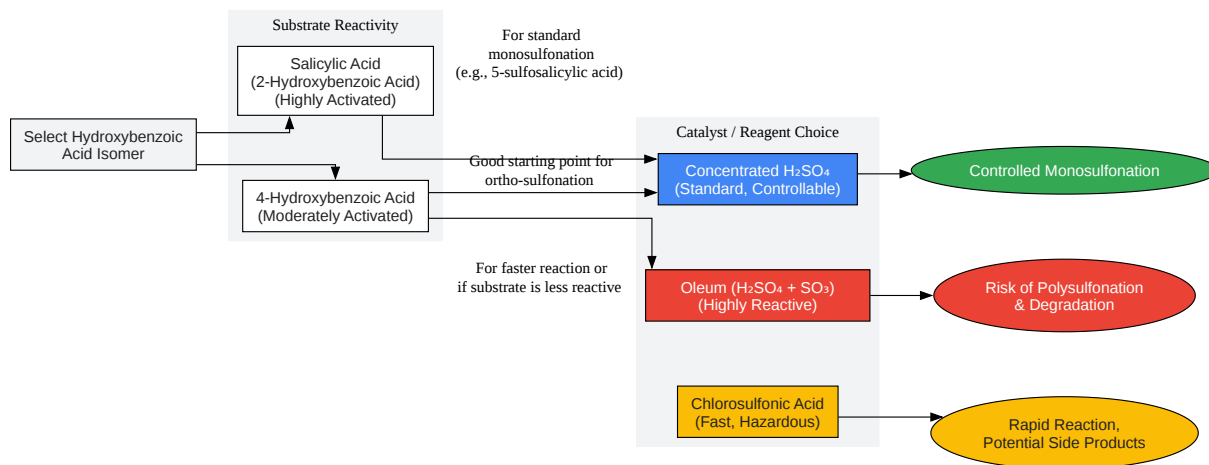 Substrate Reactivity
Salicylic Acid
(2-Hydroxybenzoic Acid)
(Highly Activated)
For standard
monosulfonation
(e.g., 5-sulfosalicylic acid)
Select Hydroxybenzoic
Acid Isomer
Catalyst / Reagent Choice
Good starting point for
ortho-sulfonation
Concentrated H₂SO₄
(Standard, Controllable)
Controlled Monosulfonation
4-Hydroxybenzoic Acid
(Moderately Activated)
For faster reaction or
if substrate is less reactive
Oleum (H₂SO₄ + SO₃)
(Highly Reactive)
Risk of Polysulfonation
& Degradation
Chlorosulfonic Acid
(Fast, Hazardous)
Rapid Reaction,
Potential Side Products